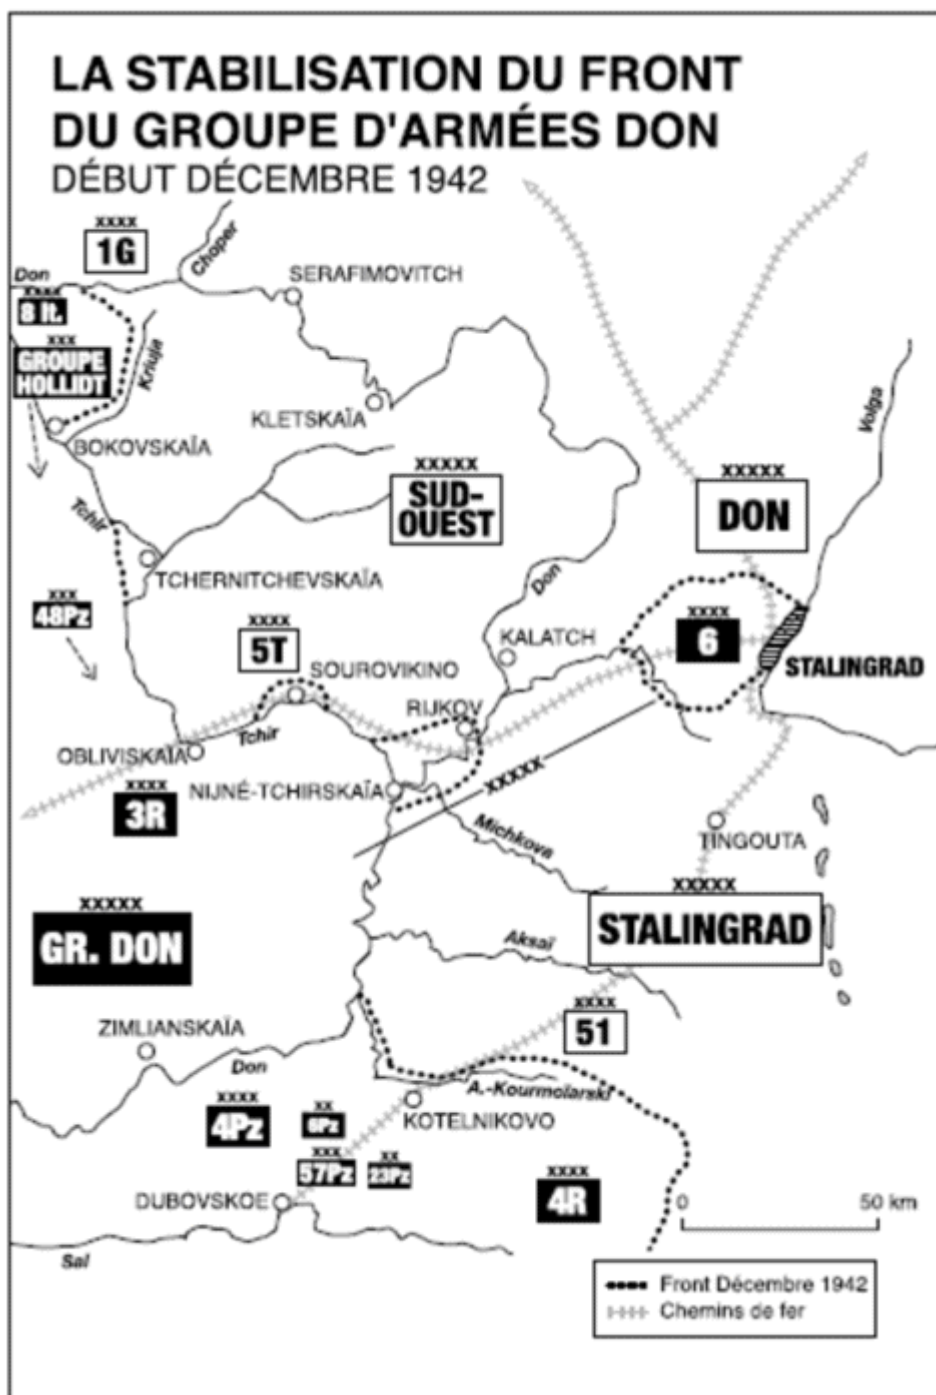 LA STABILISATION DU FRONT
DU GROUPE D'ARMÉES DON
DÉBUT DÉCEMBRE 1942
xxxx
1G
Choper
Don
SERAFIMOVITCH
xxxx
8 It.
xxx
GROUPE
HOLLIDT
Kriuja
Volga
KLETSKAÏA
BOKOVSKAÏA
xxxxx
SUD-
OUEST
xxxxx
DON
Tchir
TCHERNITCHEVSKAÏA
Don
xxx
48Pz
xxxx
5T
xxxx
6
KALATCH
SOUROVIKINO
STALINGRAD
RIJKOV
Tchir
OBLIVISKAÏA
xxxxx
NIJNÉ-TCHIRSKAÏA
xxxx
3R
Michkova
TINGOUTA
xxxxx
STALINGRAD
xxxxx
GR. DON
Aksaï
xxxx
51
ZIMLIANSKAÏA
Don
A.-Kourmoïarski
xxxx
4Pz
xx
6Pz
KOTELNIKOVO
xxx
57Pz
xx
23Pz
xxxx
4R
DUBOVSKOE
0 50 km
Sal
Front Décembre 1942
Chemins de fer